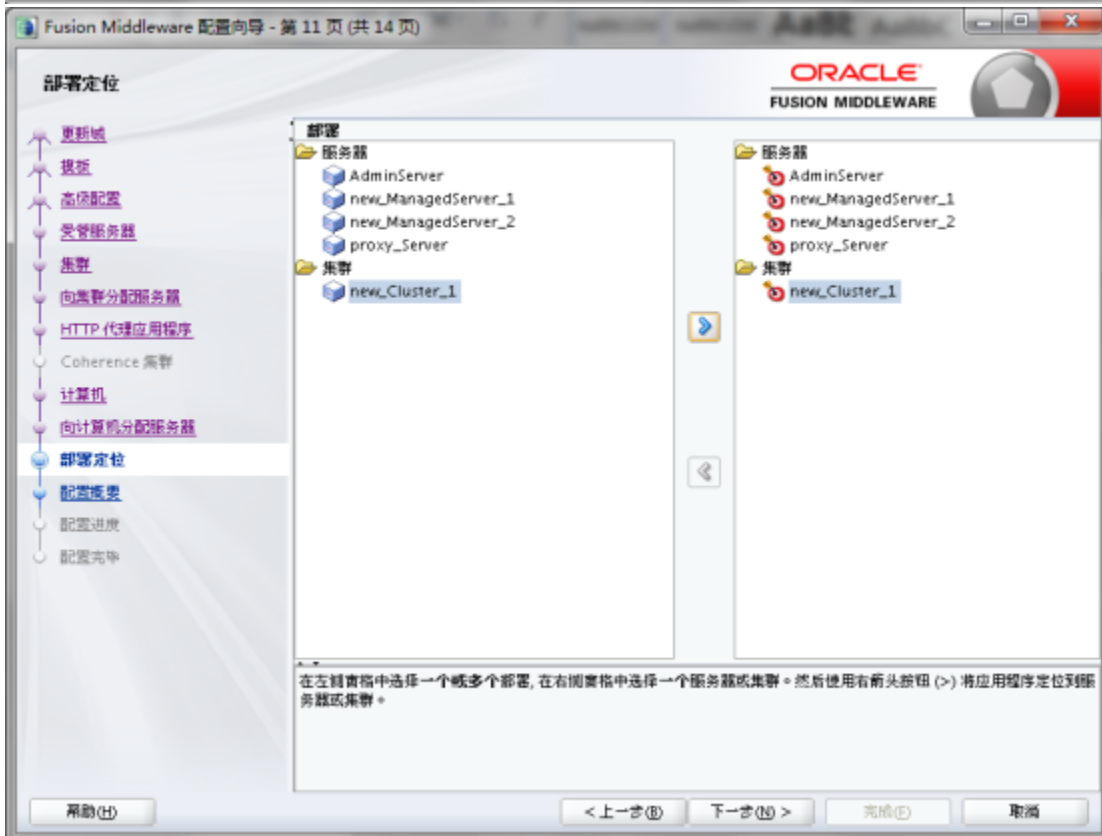 Fusion Middleware 配置向导 - 第 11 页 (共 14 页)
部署定位
ORACLE
FUSION MIDDLEWARE
更新域
模板
高级配置
受管服务器
集群
向集群分配服务器
HTTP 代理应用程序
Coherence 集群
计算机
向计算机分配服务器
部署定位
配置概要
配置进度
配置完毕
部署
服务器
AdminServer
new_ManagedServer_1
new_ManagedServer_2
proxy_Server
集群
new_Cluster_1
服务器
AdminServer
new_ManagedServer_1
new_ManagedServer_2
proxy_Server
集群
new_Cluster_1
在左侧窗格中选择一个或多个部署, 在右侧窗格中选择一个服务器或集群。然后使用右箭头按钮 (>) 将应用程序定位到服
务器或集群。
帮助(H)
<上一步(B)
下一步(N) >
完成(F)
取消